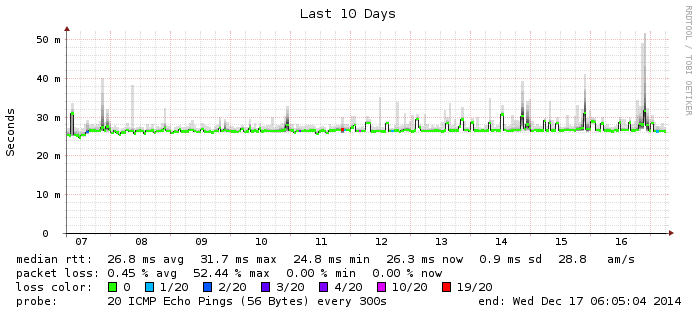 Last 10 Days
RRDTOOL / TOBI OETIKER
Seconds
50 m
40 m
30 m
20 m
10 m
0
07 08 09 10 11 12 13 14 15 16
median rtt: 26.8 ms avg 31.7 ms max 24.8 ms min 26.3 ms now 0.9 ms sd 28.8 am/s
packet loss: 0.45 % avg 52.44 % max 0.00 % min 0.00 % now
loss color: 0 1/20 2/20 3/20 4/20 10/20 19/20
probe: 20 ICMP Echo Pings (56 Bytes) every 300s end: Wed Dec 17 06:05:04 2014